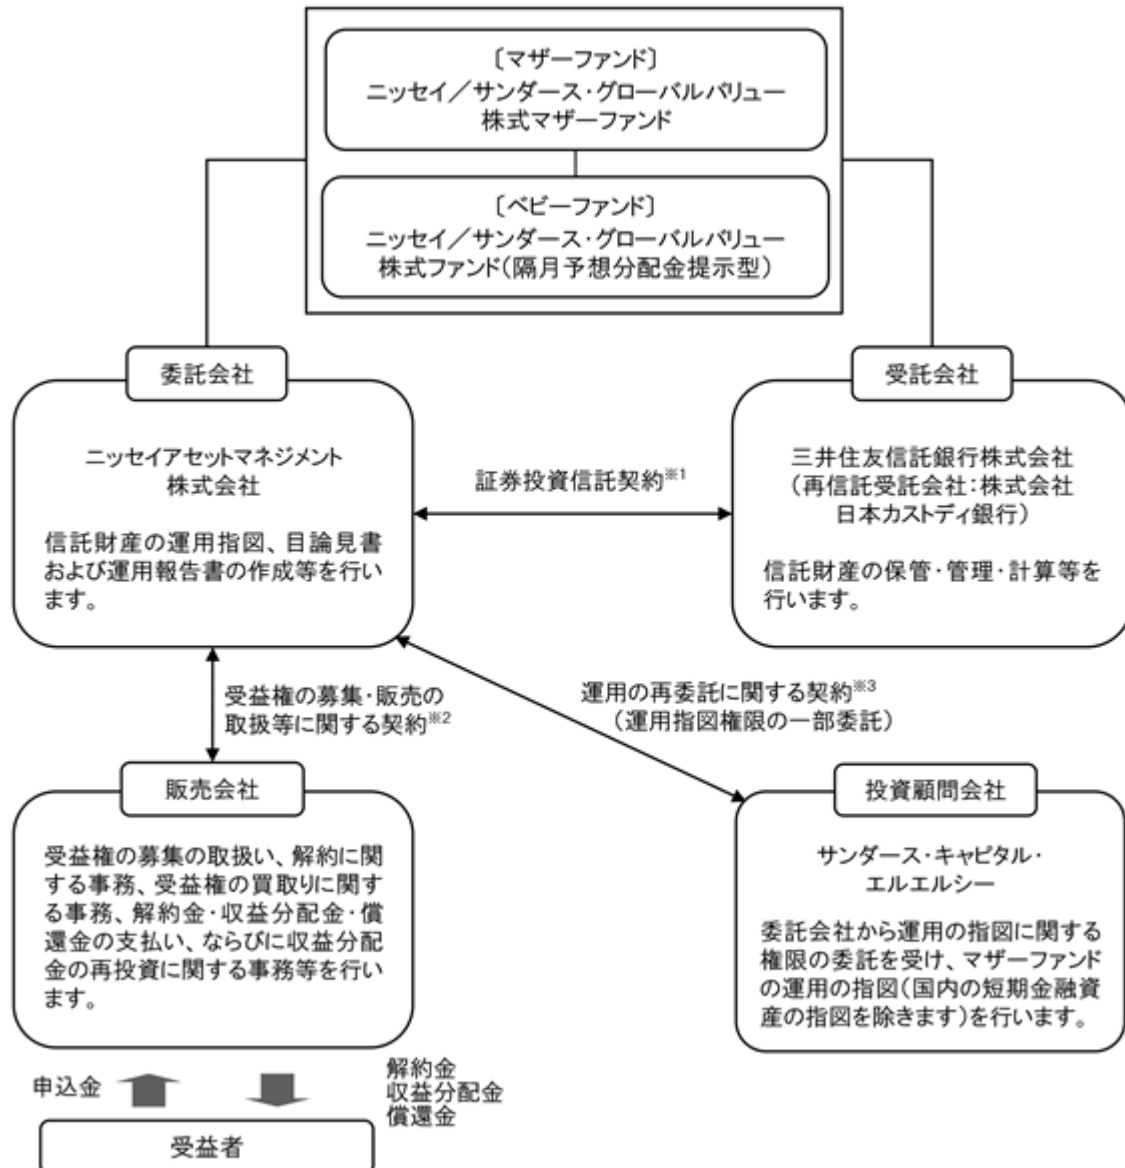 〔マザーファンド〕
ニッセイ／サンダース・グローバルバリュー
株式マザーファンド
〔ベビーファンド〕
ニッセイ／サンダース・グローバルバリュー
株式ファンド（隔月予想分配金提示型）
委託会社
ニッセイアセットマネジメント
株式会社
信託財産の運用指図、目論見書
および運用報告書の作成等を行い
ます。
証券投資信託契約※1
受託会社
三井住友信託銀行株式会社
（再信託受託会社：株式会社
日本カストディ銀行）
信託財産の保管・管理・計算等を
行います。
受益権の募集・販売の
取扱等に関する契約※2
運用の再委託に関する契約※3
（運用指図権限の一部委託）
販売会社
受益権の募集の取扱い、解約に関
する事務、受益権の買取りに関す
る事務、解約金・収益分配金・償
還金の支払い、ならびに収益分配
金の再投資に関する事務等を行い
ます。
投資顧問会社
サンダース・キャピタル・
エルエルシー
委託会社から運用の指図に関する
権限の委託を受け、マザーファンド
の運用の指図（国内の短期金融資
産の指図を除きます）を行います。
申込金
解約金
収益分配金
償還金
受益者